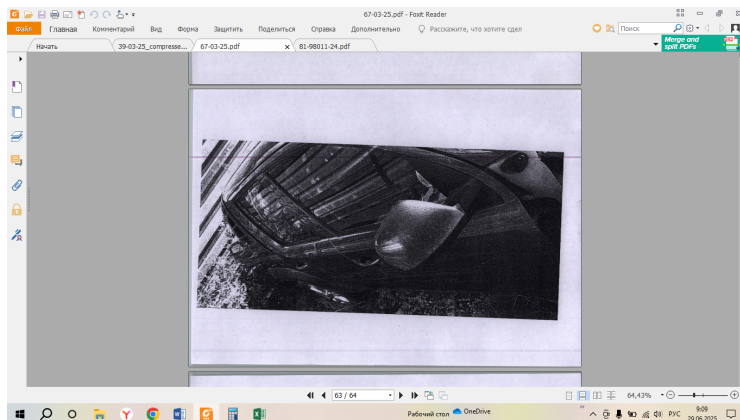 67-03-25.pdf - Foxit Reader
Файл Главная Комментарий Вид Форма Защитить Поделиться Справка Дополнительно Расскажите, что хотите сдел
Поиск
Начать 39-03-25_compresse... 67-03-25.pdf x 81-98011-24.pdf
Merge and
split PDFs
63 / 64
64,43%
Рабочий стол OneDrive
РУС
9:09
29.06.2025